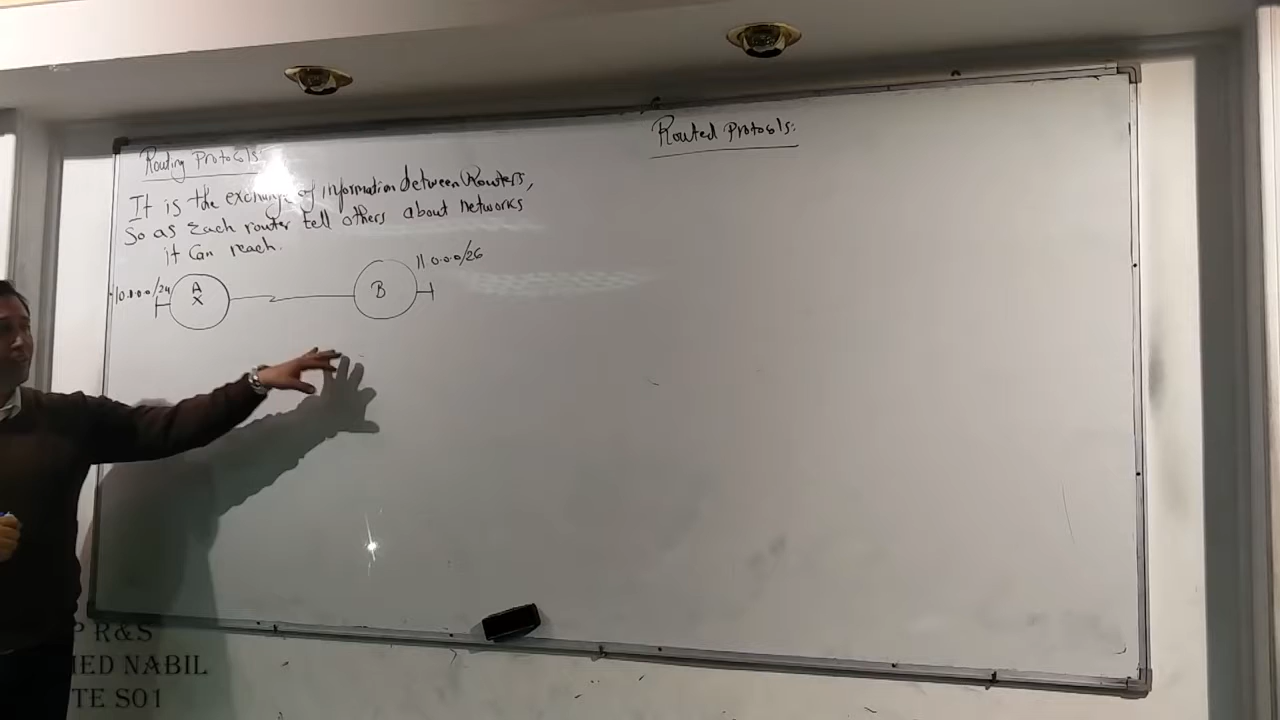 Routing Protocols:
It is the exchange of information between Routers,
So as Each router tell others about networks
it Can reach.
10.0.0.0/24
A
X
B
11.0.0.0/26
Routed Protocols:
P R&S
MED NABIL
TE S01